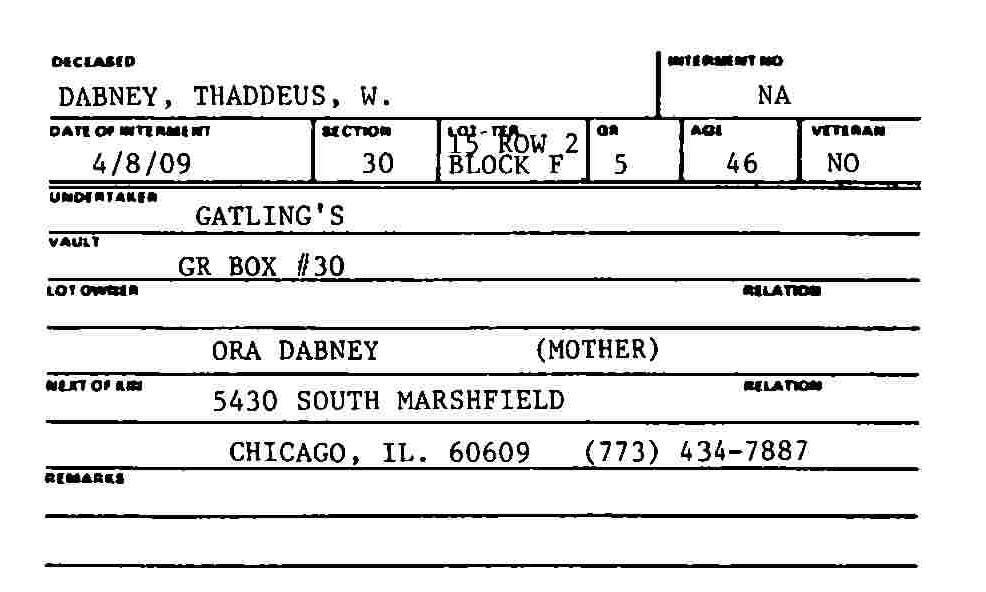 DECEASED INTERMENT NO
DABNEY, THADDEUS, W. NA
DATE OF INTERMENT SECTION LOT-TER GR AGE VETERAN
15 ROW 2
4/8/09 30 BLOCK F 5 46 NO
UNDERTAKER
GATLING'S
VAULT
GR BOX #30
LOT OWNER RELATION
ORA DABNEY (MOTHER)
NEXT OF KIN RELATION
5430 SOUTH MARSHFIELD
CHICAGO, IL. 60609 (773) 434-7887
REMARKS